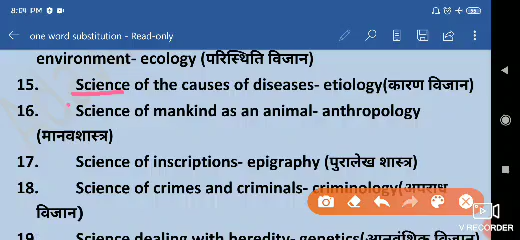 8:04 PM
one word substitution - Read-only
environment- ecology (परिस्थिति विजान)
15. Science of the causes of diseases- etiology(कारण विजान)
16. Science of mankind as an animal- anthropology
(मानवशास्त्र)
17. Science of inscriptions- epigraphy (पुरालेख शास्त्र)
18. Science of crimes and criminals- criminology(अपराध
विजान)
19. Science dealing with heredity- genetics(आनुवंशिक विजान
V RECORDER